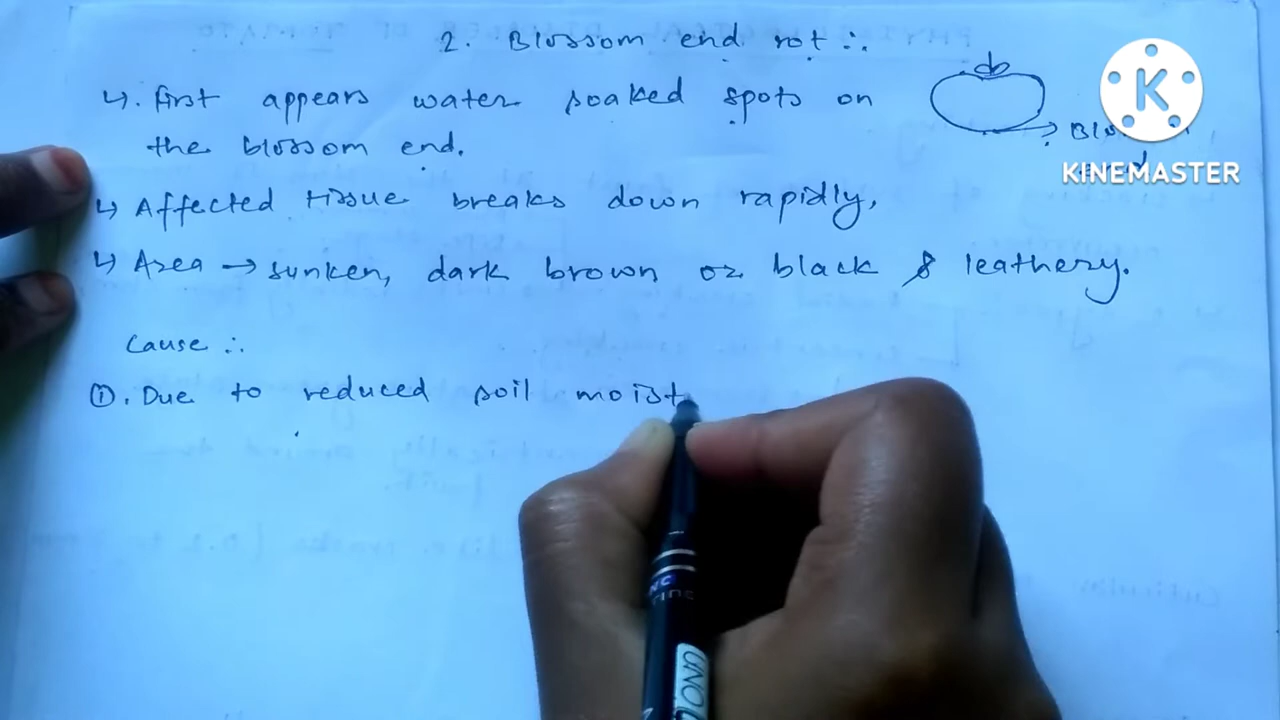 2. Blossom end rot :.
↳. First appears water soaked spots on
the blossom end.
↳ Affected tissue breaks down rapidly,
↳ Area → sunken, dark brown or black & leathery.
Cause :.
①. Due to reduced soil moist
K
KINEMASTER
UNO